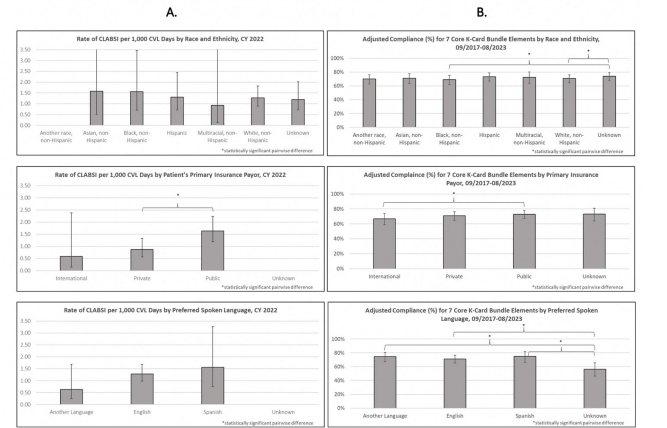 A.
B.
Rate of CLABSI per 1,000 CVL Days by Race and Ethnicity, CY 2022
3.50
3.00
2.50
2.00
1.50
1.00
0.50
0.00
Another race, non-Hispanic
Asian, non-Hispanic
Black, non-Hispanic
Hispanic
Multiracial, non-Hispanic
White, non-Hispanic
Unknown
*statistically significant pairwise difference
Adjusted Compliance (%) for 7 Core K-Card Bundle Elements by Race and Ethnicity,
09/2017-08/2023
100%
80%
60%
40%
20%
0%
*
*
Another race, non-Hispanic
Asian, non-Hispanic
Black, non-Hispanic
Hispanic
Multiracial, non-Hispanic
White, non-Hispanic
Unknown
*statistically significant pairwise difference
Rate of CLABSI per 1,000 CVL Days by Patient's Primary Insurance Payor, CY 2022
3.50
3.00
2.50
2.00
1.50
1.00
0.50
0.00
*
International
Private
Public
Unknown
*statistically significant pairwise difference
Adjusted Complaince (%) for 7 Core K-Card Bundle Elements by Primary Insurance
Payor, 09/2017-08/2023
100%
80%
60%
40%
20%
0%
*
International
Private
Public
Unknown
*statistically significant pairwise difference
Rate of CLABSI per 1,000 CVL Days by Preferred Spoken Language, CY 2022
3.50
3.00
2.50
2.00
1.50
1.00
0.50
0.00
Another Language
English
Spanish
Unknown
*statistically significant pairwise difference
Adjusted Compliance (%) for 7 Core K-Card Bundle Elements by Preferred Spoken
Language, 09/2017-08/2023
100%
80%
60%
40%
20%
0%
*
*
*
Another Language
English
Spanish
Unknown
*statistically significant pairwise difference